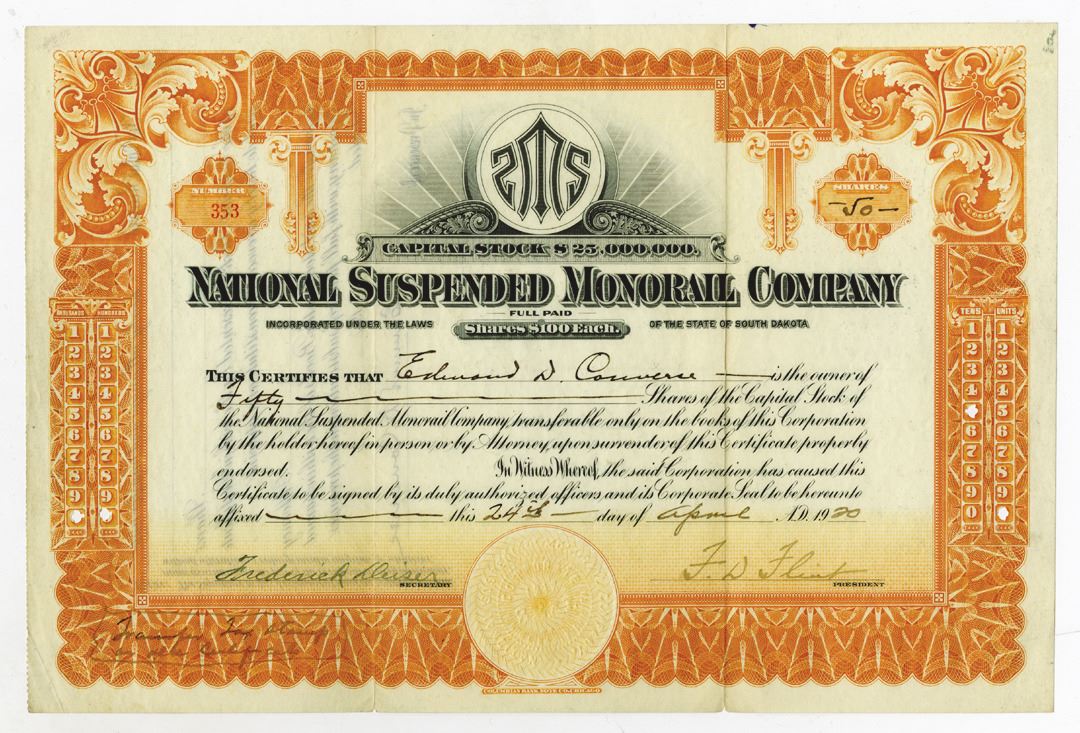 NUMBER
353
SHARES
-50-
CAPITAL STOCK $25,000,000.
NATIONAL SUSPENDED MONORAIL COMPANY
FULL PAID
INCORPORATED UNDER THE LAWS OF THE STATE OF SOUTH DAKOTA
Shares $100 Each.
THIS CERTIFIES THAT Edmond D. Converse is the owner of
Fifty Shares of the Capital Stock of
the National Suspended Monorail Company transferable only on the books of this Corporation
by the holder hereof in person or by Attorney upon surrender of this Certificate properly
endorsed. In Witness Whereof, the said Corporation has caused this
Certificate to be signed by its duly authorized officers and its Corporate Seal to be hereunto
affixed this 24th day of April A.D. 1920
Frederick
SECRETARY
F D Flint
PRESIDENT
THOUSANDS HUNDREDS
1 1
2 2
3 3
4 4
5 5
6 6
7 7
8 8
9 9
TENS UNITS
1 1
2 2
3 3
4 4
5
6 6
7 7
8 8
9 9
0
Transfer Tax Stamp
COLUMBIAN BANK NOTE CO. CHICAGO